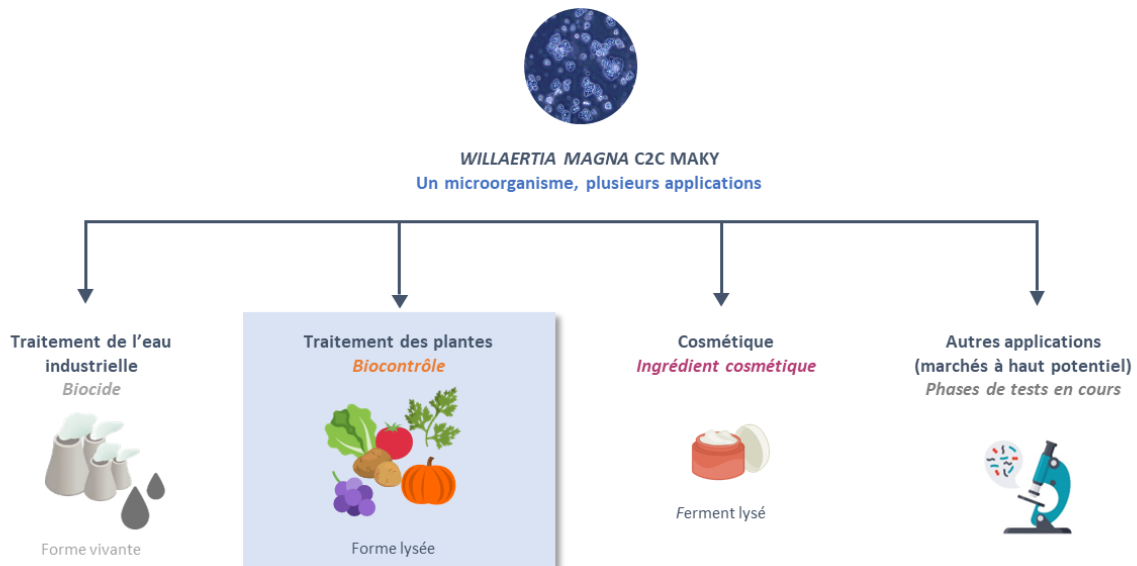 WILLAERTIA MAGNA C2C MAKY
Un microorganisme, plusieurs applications
Traitement de l’eau
industrielle
Biocide
Forme vivante
Traitement des plantes
Biocontrôle
Forme lysée
Cosmétique
Ingrédient cosmétique
Ferment lysé
Autres applications
(marchés à haut potentiel)
Phases de tests en cours